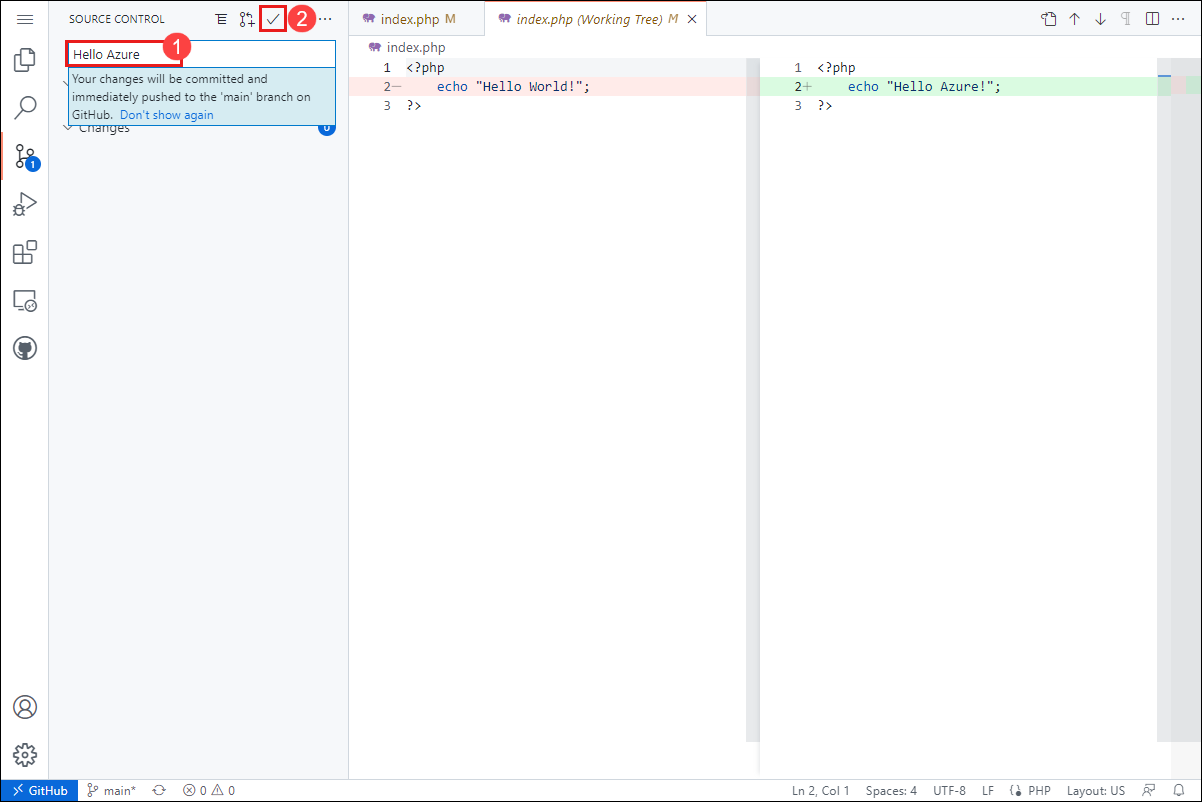 SOURCE CONTROL
2
index.php M
index.php (Working Tree) M
Hello Azure
1
index.php
Your changes will be committed and
immediately pushed to the 'main' branch on
GitHub. Don't show again
Changes
0
1 <?php
2— echo "Hello World!";
3 ?>
1 <?php
2+ echo "Hello Azure!";
3 ?>
1
GitHub
main*
0 0
Ln 2, Col 1
Spaces: 4
UTF-8
LF
PHP
Layout: US